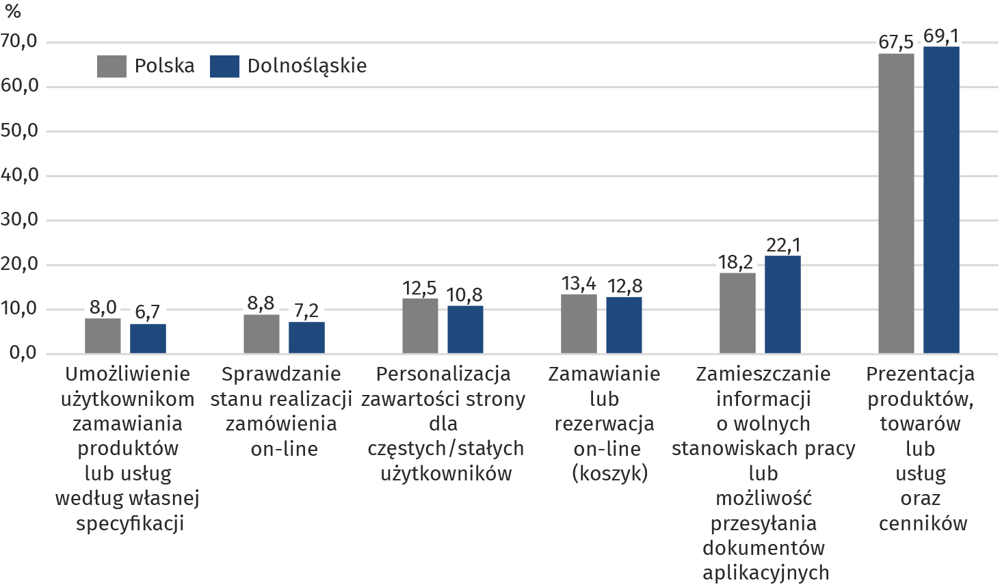 %
70,0
60,0
50,0
40,0
30,0
20,0
10,0
0,0
Polska
Dolnośląskie
8,0
6,7
8,8
7,2
12,5
10,8
13,4
12,8
18,2
22,1
67,5
69,1
Umożliwienie
użytkownikom
zamawiania
produktów
lub usług
według własnej
specyfikacji
Sprawdzanie
stanu realizacji
zamówienia
on-line
Personalizacja
zawartości strony
dla
częstych/stałych
użytkowników
Zamawianie
lub
rezerwacja
on-line
(koszyk)
Zamieszczanie
informacji
o wolnych
stanowiskach pracy
lub
możliwość
przesyłania
dokumentów
aplikacyjnych
Prezentacja
produktów,
towarów
lub
usług
oraz
cenników